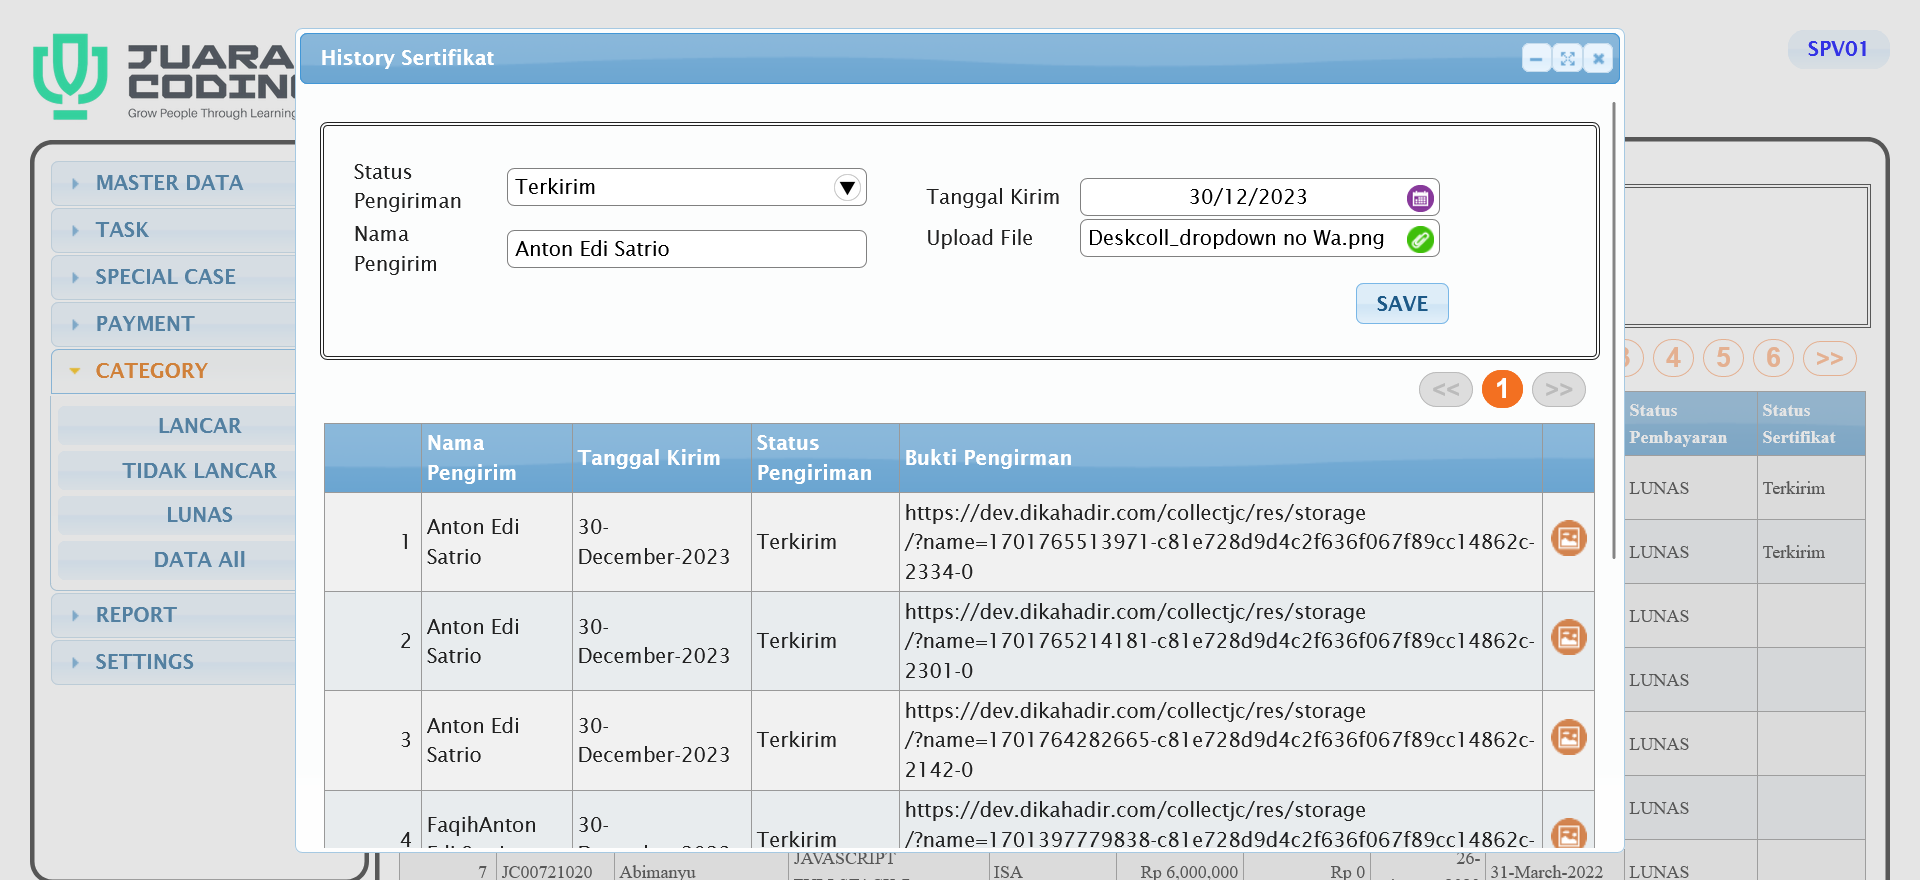 JUARA
CODING
Grow People Through Learning
SPV01
History Sertifikat
MASTER DATA
TASK
SPECIAL CASE
PAYMENT
CATEGORY
LANCAR
TIDAK LANCAR
LUNAS
DATA All
REPORT
SETTINGS
Status
Pengiriman
Terkirim
Nama
Pengirim
Anton Edi Satrio
Tanggal Kirim
30/12/2023
Upload File
Deskcoll_dropdown no Wa.png
SAVE
<< 1 >>
4 5 6 >>
Nama
Pengirim
Tanggal Kirim
Status
Pengiriman
Bukti Pengirman
1
Anton Edi
Satrio
30-
December-2023
Terkirim
https://dev.dikahadir.com/collectjc/res/storage
/?name=1701765513971-c81e728d9d4c2f636f067f89cc14862c-
2334-0
2
Anton Edi
Satrio
30-
December-2023
Terkirim
https://dev.dikahadir.com/collectjc/res/storage
/?name=1701765214181-c81e728d9d4c2f636f067f89cc14862c-
2301-0
3
Anton Edi
Satrio
30-
December-2023
Terkirim
https://dev.dikahadir.com/collectjc/res/storage
/?name=1701764282665-c81e728d9d4c2f636f067f89cc14862c-
2142-0
4
FaqihAnton
30-
Terkirim
https://dev.dikahadir.com/collectjc/res/storage
/?name=1701397779838-c81e728d9d4c2f636f067f89cc14862c-
Status
Pembayaran
Status
Sertifikat
LUNAS
Terkirim
LUNAS
Terkirim
LUNAS
LUNAS
LUNAS
LUNAS
7
JC00721020
Abimanyu
JAVASCRIPT
ISA
Rp 6,000,000
Rp 0
26-
31-March-2022
LUNAS